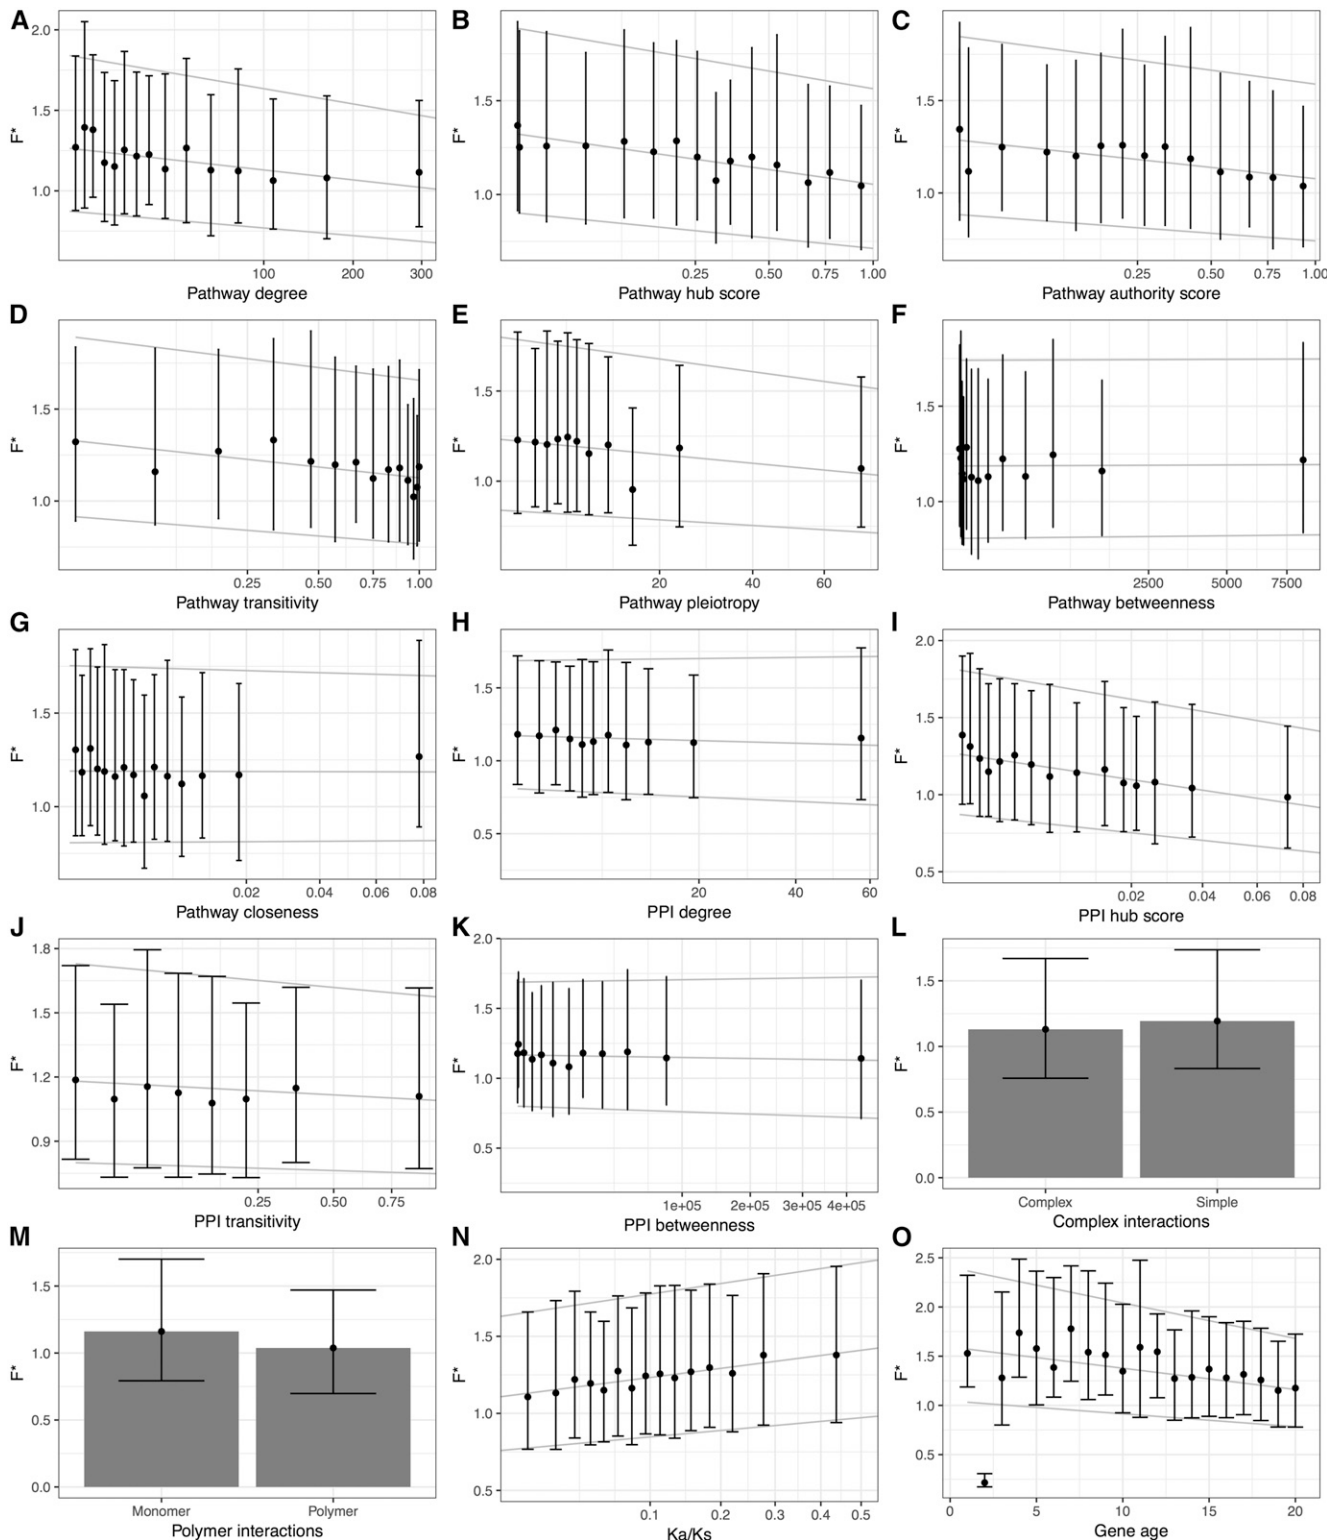 A
F*
2.0
1.5
1.0
100
200
300
Pathway degree
B
F*
1.5
1.0
0.25
0.50
0.75
1.00
Pathway hub score
C
F*
1.5
1.0
0.25
0.50
0.75
1.00
Pathway authority score
D
F*
1.5
1.0
0.25
0.50
0.75
1.00
Pathway transitivity
E
F*
1.5
1.0
20
40
60
Pathway pleiotropy
F
F*
1.5
1.0
2500
5000
7500
Pathway betweenness
G
F*
1.5
1.0
0.02
0.04
0.06
0.08
Pathway closeness
H
F*
1.5
1.0
0.5
20
40
60
PPI degree
I
F*
2.0
1.5
1.0
0.5
0.02
0.04
0.06
0.08
PPI hub score
J
F*
1.8
1.5
1.2
0.9
0.25
0.50
0.75
PPI transitivity
K
F*
2.0
1.5
1.0
0.5
1e+05
2e+05
3e+05
4e+05
PPI betweenness
L
F*
1.5
1.0
0.5
0.0
Complex
Simple
Complex interactions
M
F*
1.5
1.0
0.5
0.0
Monomer
Polymer
Polymer interactions
N
F*
2.0
1.5
1.0
0.5
0.1
0.2
0.3
0.4
0.5
Ka/Ks
O
F*
2.5
2.0
1.5
1.0
0.5
0
5
10
15
20
Gene age